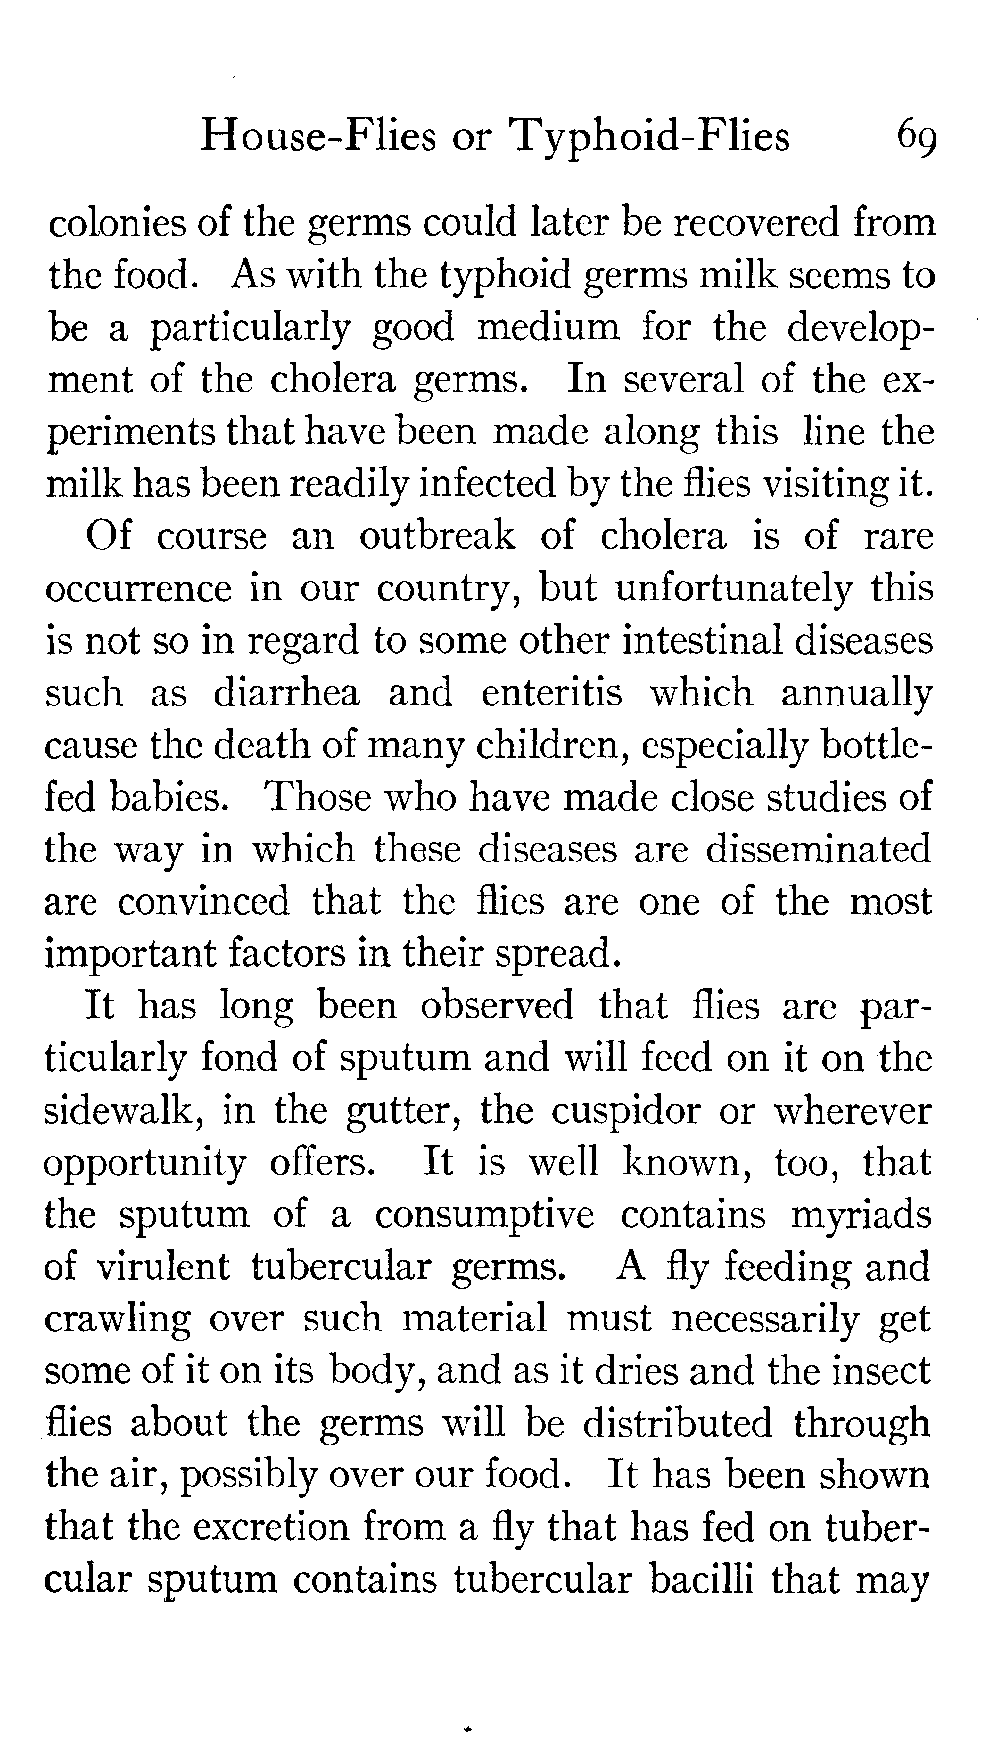 House-Flies or Typhoid-Flies 69
colonies of the germs could later be recovered from
the food. As with the typhoid germs milk seems to
be a particularly good medium for the develop-
ment of the cholera germs. In several of the ex-
periments that have been made along this line the
milk has been readily infected by the flies visiting it.
Of course an outbreak of cholera is of rare
occurrence in our country, but unfortunately this
is not so in regard to some other intestinal diseases
such as diarrhea and enteritis which annually
cause the death of many children, especially bottle-
fed babies. Those who have made close studies of
the way in which these diseases are disseminated
are convinced that the flies are one of the most
important factors in their spread.
It has long been observed that flies are par-
ticularly fond of sputum and will feed on it on the
sidewalk, in the gutter, the cuspidor or wherever
opportunity offers. It is well known, too, that
the sputum of a consumptive contains myriads
of virulent tubercular germs. A fly feeding and
crawling over such material must necessarily get
some of it on its body, and as it dries and the insect
flies about the germs will be distributed through
the air, possibly over our food. It has been shown
that the excretion from a fly that has fed on tuber-
cular sputum contains tubercular bacilli that may